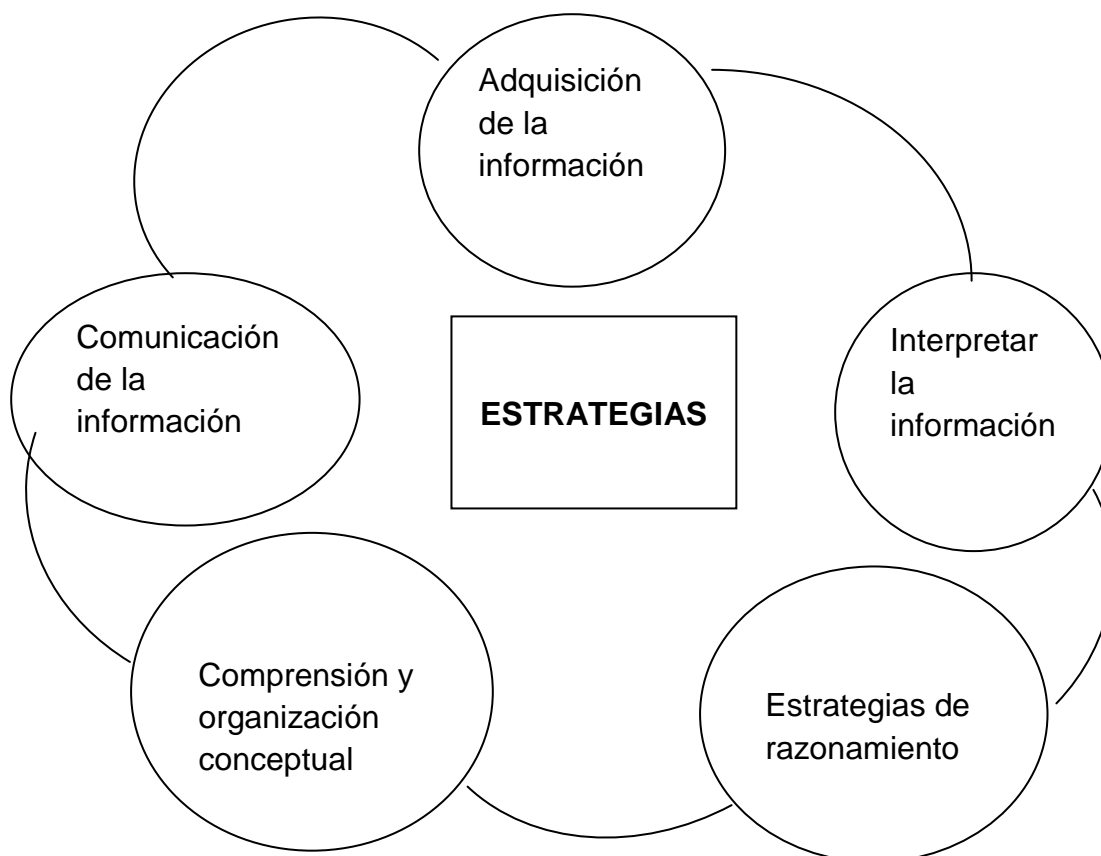 Adquisición
de la
información
Comunicación
de la
información
ESTRATEGIAS
Interpretar
la
información
Comprensión y
organización
conceptual
Estrategias de
razonamiento